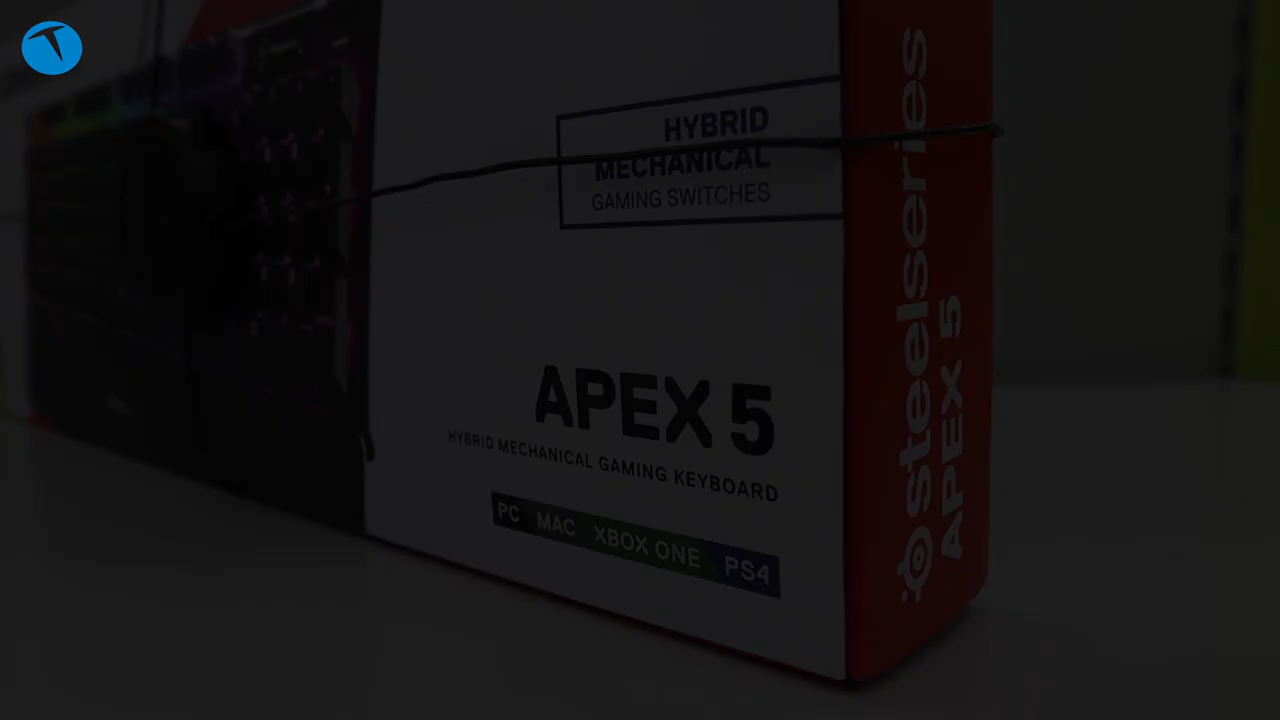 HYBRID
MECHANICAL
GAMING SWITCHES
APEX 5
HYBRID MECHANICAL GAMING KEYBOARD
PC MAC XBOX ONE PS4
steelseries
APEX 5